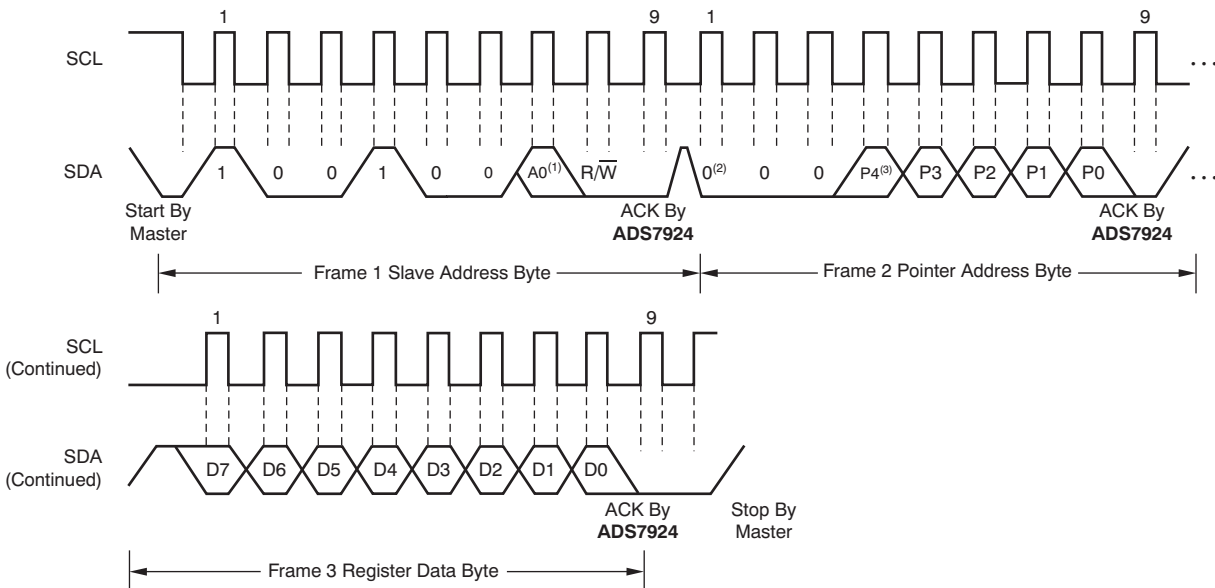 1 9 1 9
SCL
...
SDA
1 0 0 1 0 0 A0(1) R/W 0(2) 0 0 P4(3) P3 P2 P1 P0
...
Start By
Master
ACK By
ADS7924
ACK By
ADS7924
Frame 1 Slave Address Byte
Frame 2 Pointer Address Byte
1 9
SCL
(Continued)
SDA
(Continued)
D7 D6 D5 D4 D3 D2 D1 D0
ACK By
ADS7924
Stop By
Master
Frame 3 Register Data Byte